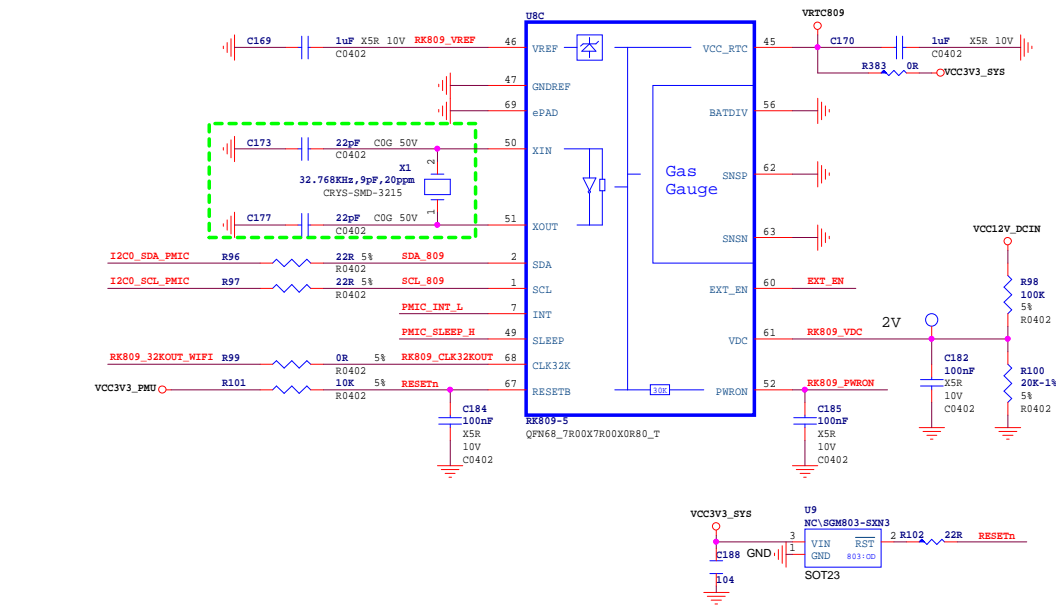 U8C
VRTC809
C169 1uF X5R 10V RK809_VREF 46 VREF
C0402
VCC_RTC 45 C170 1uF X5R 10V
C0402
R383 0R VCC3V3_SYS
47 GNDREF
69 ePAD
BATDIV 56
C173 22pF C0G 50V 50 XIN
C0402
X1 2
32.768KHz,9pF,20ppm
CRYS-SMD-3215
1
Gas
Gauge
SNSP 62
C177 22pF C0G 50V 51 XOUT
C0402
SNSN 63
VCC12V_DCIN
I2C0_SDA_PMIC R96 22R 5% SDA_809 2 SDA
R0402
I2C0_SCL_PMIC R97 22R 5% SCL_809 1 SCL
R0402
EXT_EN 60 EXT_EN
R98
100K
5%
R0402
PMIC_INT_L 7 INT
PMIC_SLEEP_H 49 SLEEP
VDC 61 RK809_VDC 2V
RK809_32KOUT_WIFI R99 0R 5% RK809_CLK32KOUT 68 CLK32K
R0402
C182
100nF
X5R
10V
C0402
R100
20K-1%
5%
R0402
VCC3V3_PMU R101 10K 5% RESETn 67 RESETB
R0402
30K PWRON 52 RK809_PWRON
C184
100nF
X5R
10V
C0402
RK809-5
QFN68_7R00X7R00X0R80_T
C185
100nF
X5R
10V
C0402
VCC3V3_SYS
U9
NC\SGM803-SXN3
3 VIN RST 2 R102 22R RESETn
GND 1 GND 803:OD
C188
104
SOT23